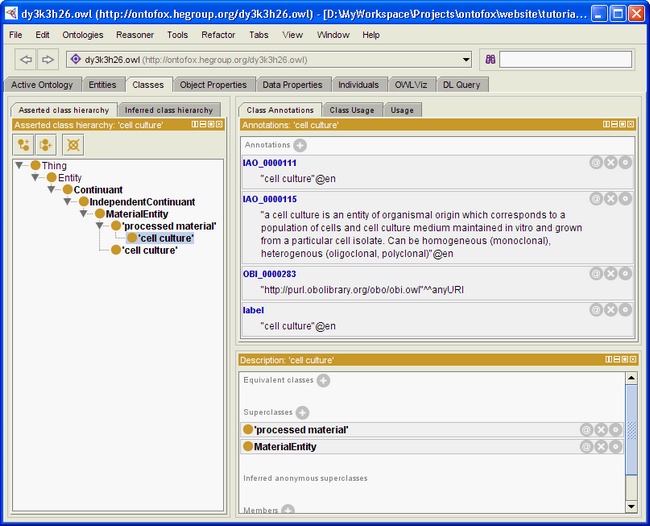 dy3k3h26.owl (http://ontofox.hegroup.org/dy3k3h26.owl) - [D:\MyWorkspace\Projects\ontofox\website\tutoria...
File Edit Ontologies Reasoner Tools Refactor Tabs View Window Help
dy3k3h26.owl (http://ontofox.hegroup.org/dy3k3h26.owl)
Active Ontology Entities Classes Object Properties Data Properties Individuals OWLViz DL Query
Asserted class hierarchy Inferred class hierarchy
Asserted class hierarchy: 'cell culture'
Thing
Entity
Continuant
IndependentContinuant
MaterialEntity
'processed material'
'cell culture'
'cell culture'
Class Annotations Class Usage Usage
Annotations: 'cell culture'
Annotations
IAO_0000111
"cell culture"@en
IAO_0000115
"a cell culture is an entity of organismal origin which corresponds to a
population of cells and cell culture medium maintained in vitro and grown
from a particular cell isolate. Can be homogeneous (monoclonal),
heterogenous (oligoclonal, polyclonal)"@en
OBI_0000283
"http://purl.obolibrary.org/obo/obi.owl"^^anyURI
label
"cell culture"@en
Description: 'cell culture'
Equivalent classes
Superclasses
'processed material'
MaterialEntity
Inferred anonymous superclasses
Members